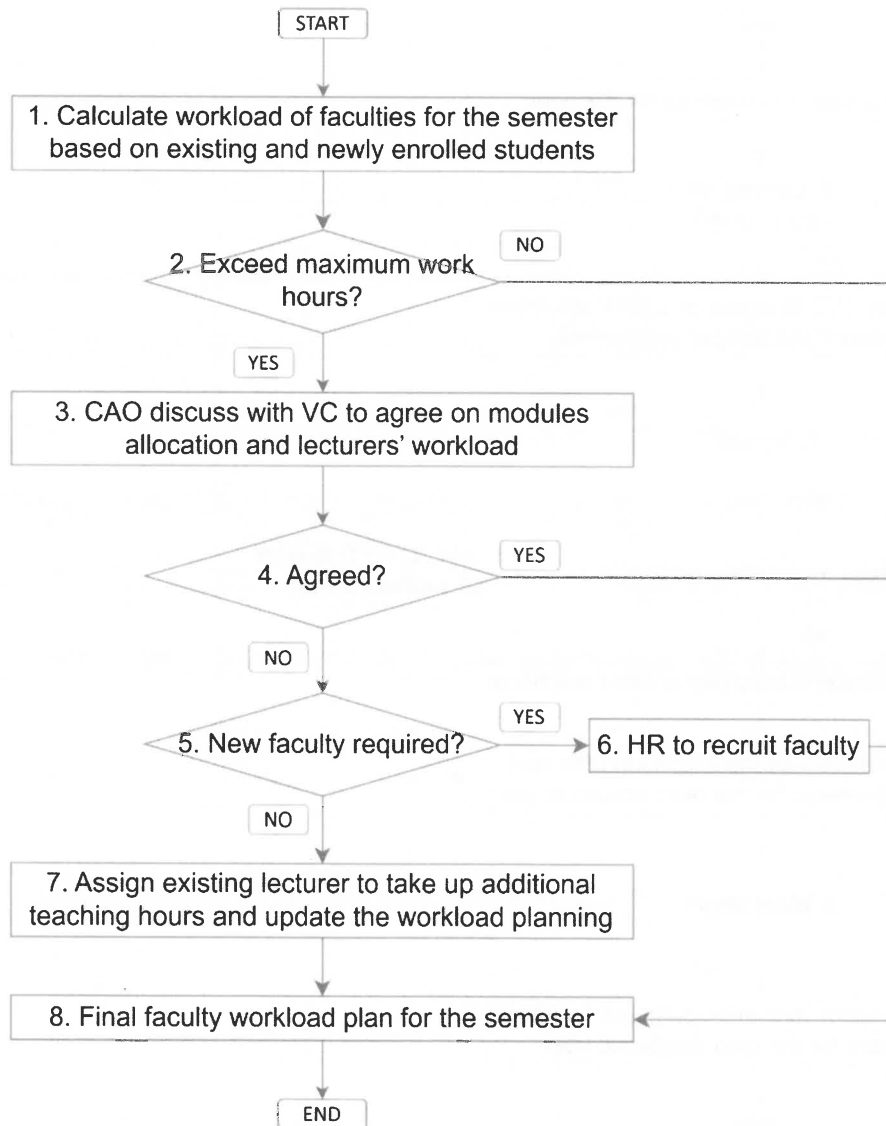 START
1. Calculate workload of faculties for the semester
based on existing and newly enrolled students
2. Exceed maximum work
hours?
NO
YES
3. CAO discuss with VC to agree on modules
allocation and lecturers' workload
4. Agreed?
YES
NO
5. New faculty required?
YES
6. HR to recruit faculty
NO
7. Assign existing lecturer to take up additional
teaching hours and update the workload planning
8. Final faculty workload plan for the semester
END